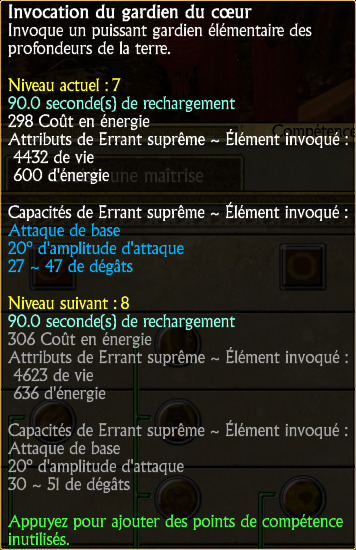 Invocation du gardien du cœur
Invoque un puissant gardien élémentaire des
profondeurs de la terre.
Niveau actuel : 7
90.0 seconde(s) de rechargement
298 Coût en énergie
Compétence
Attributs de Errant suprême ~ Élément invoqué :
4432 de vie
600 d'énergie
une maîtrise
Capacités de Errant suprême ~ Élément invoqué :
Attaque de base
20° d'amplitude d'attaque
27 ~ 47 de dégâts
Niveau suivant : 8
90.0 seconde(s) de rechargement
306 Coût en énergie
Attributs de Errant suprême ~ Élément invoqué :
4623 de vie
636 d'énergie
Capacités de Errant suprême ~ Élément invoqué :
Attaque de base
20° d'amplitude d'attaque
30 ~ 51 de dégâts
Appuyez pour ajouter des points de compétence
inutilisés.